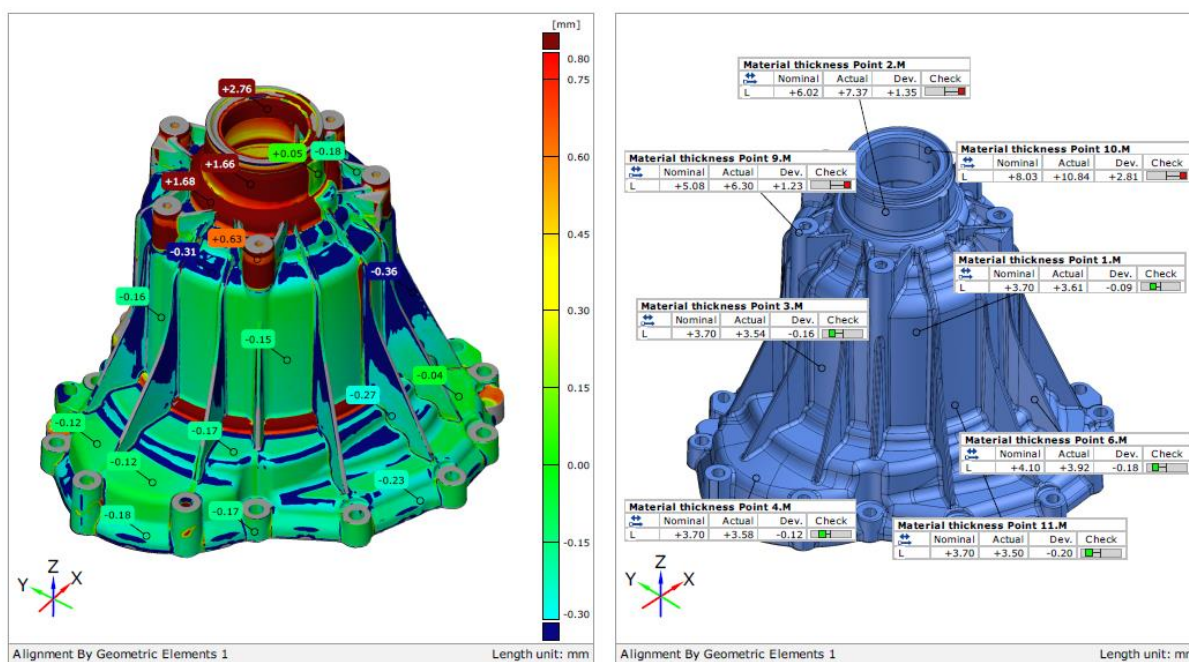 [mm]
0.80
0.75
0.60
0.45
0.30
0.15
0.00
-0.15
-0.30
+2.76
+0.05
-0.18
+1.66
+1.68
+0.63
-0.31
-0.36
-0.16
-0.15
-0.04
-0.27
-0.12
-0.17
-0.12
-0.23
-0.18
-0.17
Z
Y
X
Alignment By Geometric Elements 1 Length unit: mm
Material thickness Point 2.M
Nominal Actual Dev. Check
L +6.02 +7.37 +1.35
Material thickness Point 9.M
Nominal Actual Dev. Check
L +5.08 +6.30 +1.23
Material thickness Point 10.M
Nominal Actual Dev. Check
L +8.03 +10.84 +2.81
Material thickness Point 1.M
Nominal Actual Dev. Check
L +3.70 +3.61 -0.09
Material thickness Point 3.M
Nominal Actual Dev. Check
L +3.70 +3.54 -0.16
Material thickness Point 6.M
Nominal Actual Dev. Check
L +4.10 +3.92 -0.18
Material thickness Point 4.M
Nominal Actual Dev. Check
L +3.70 +3.58 -0.12
Material thickness Point 11.M
Nominal Actual Dev. Check
L +3.70 +3.50 -0.20
Z
Y
X
Alignment By Geometric Elements 1 Length unit: mm